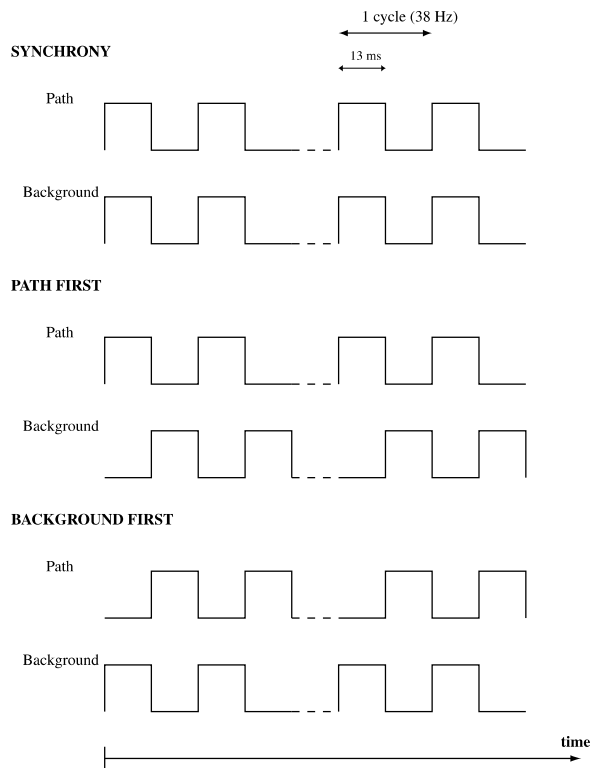 1 cycle (38 Hz)
SYNCHRONY
13 ms
Path
Background
PATH FIRST
Path
Background
BACKGROUND FIRST
Path
Background
time